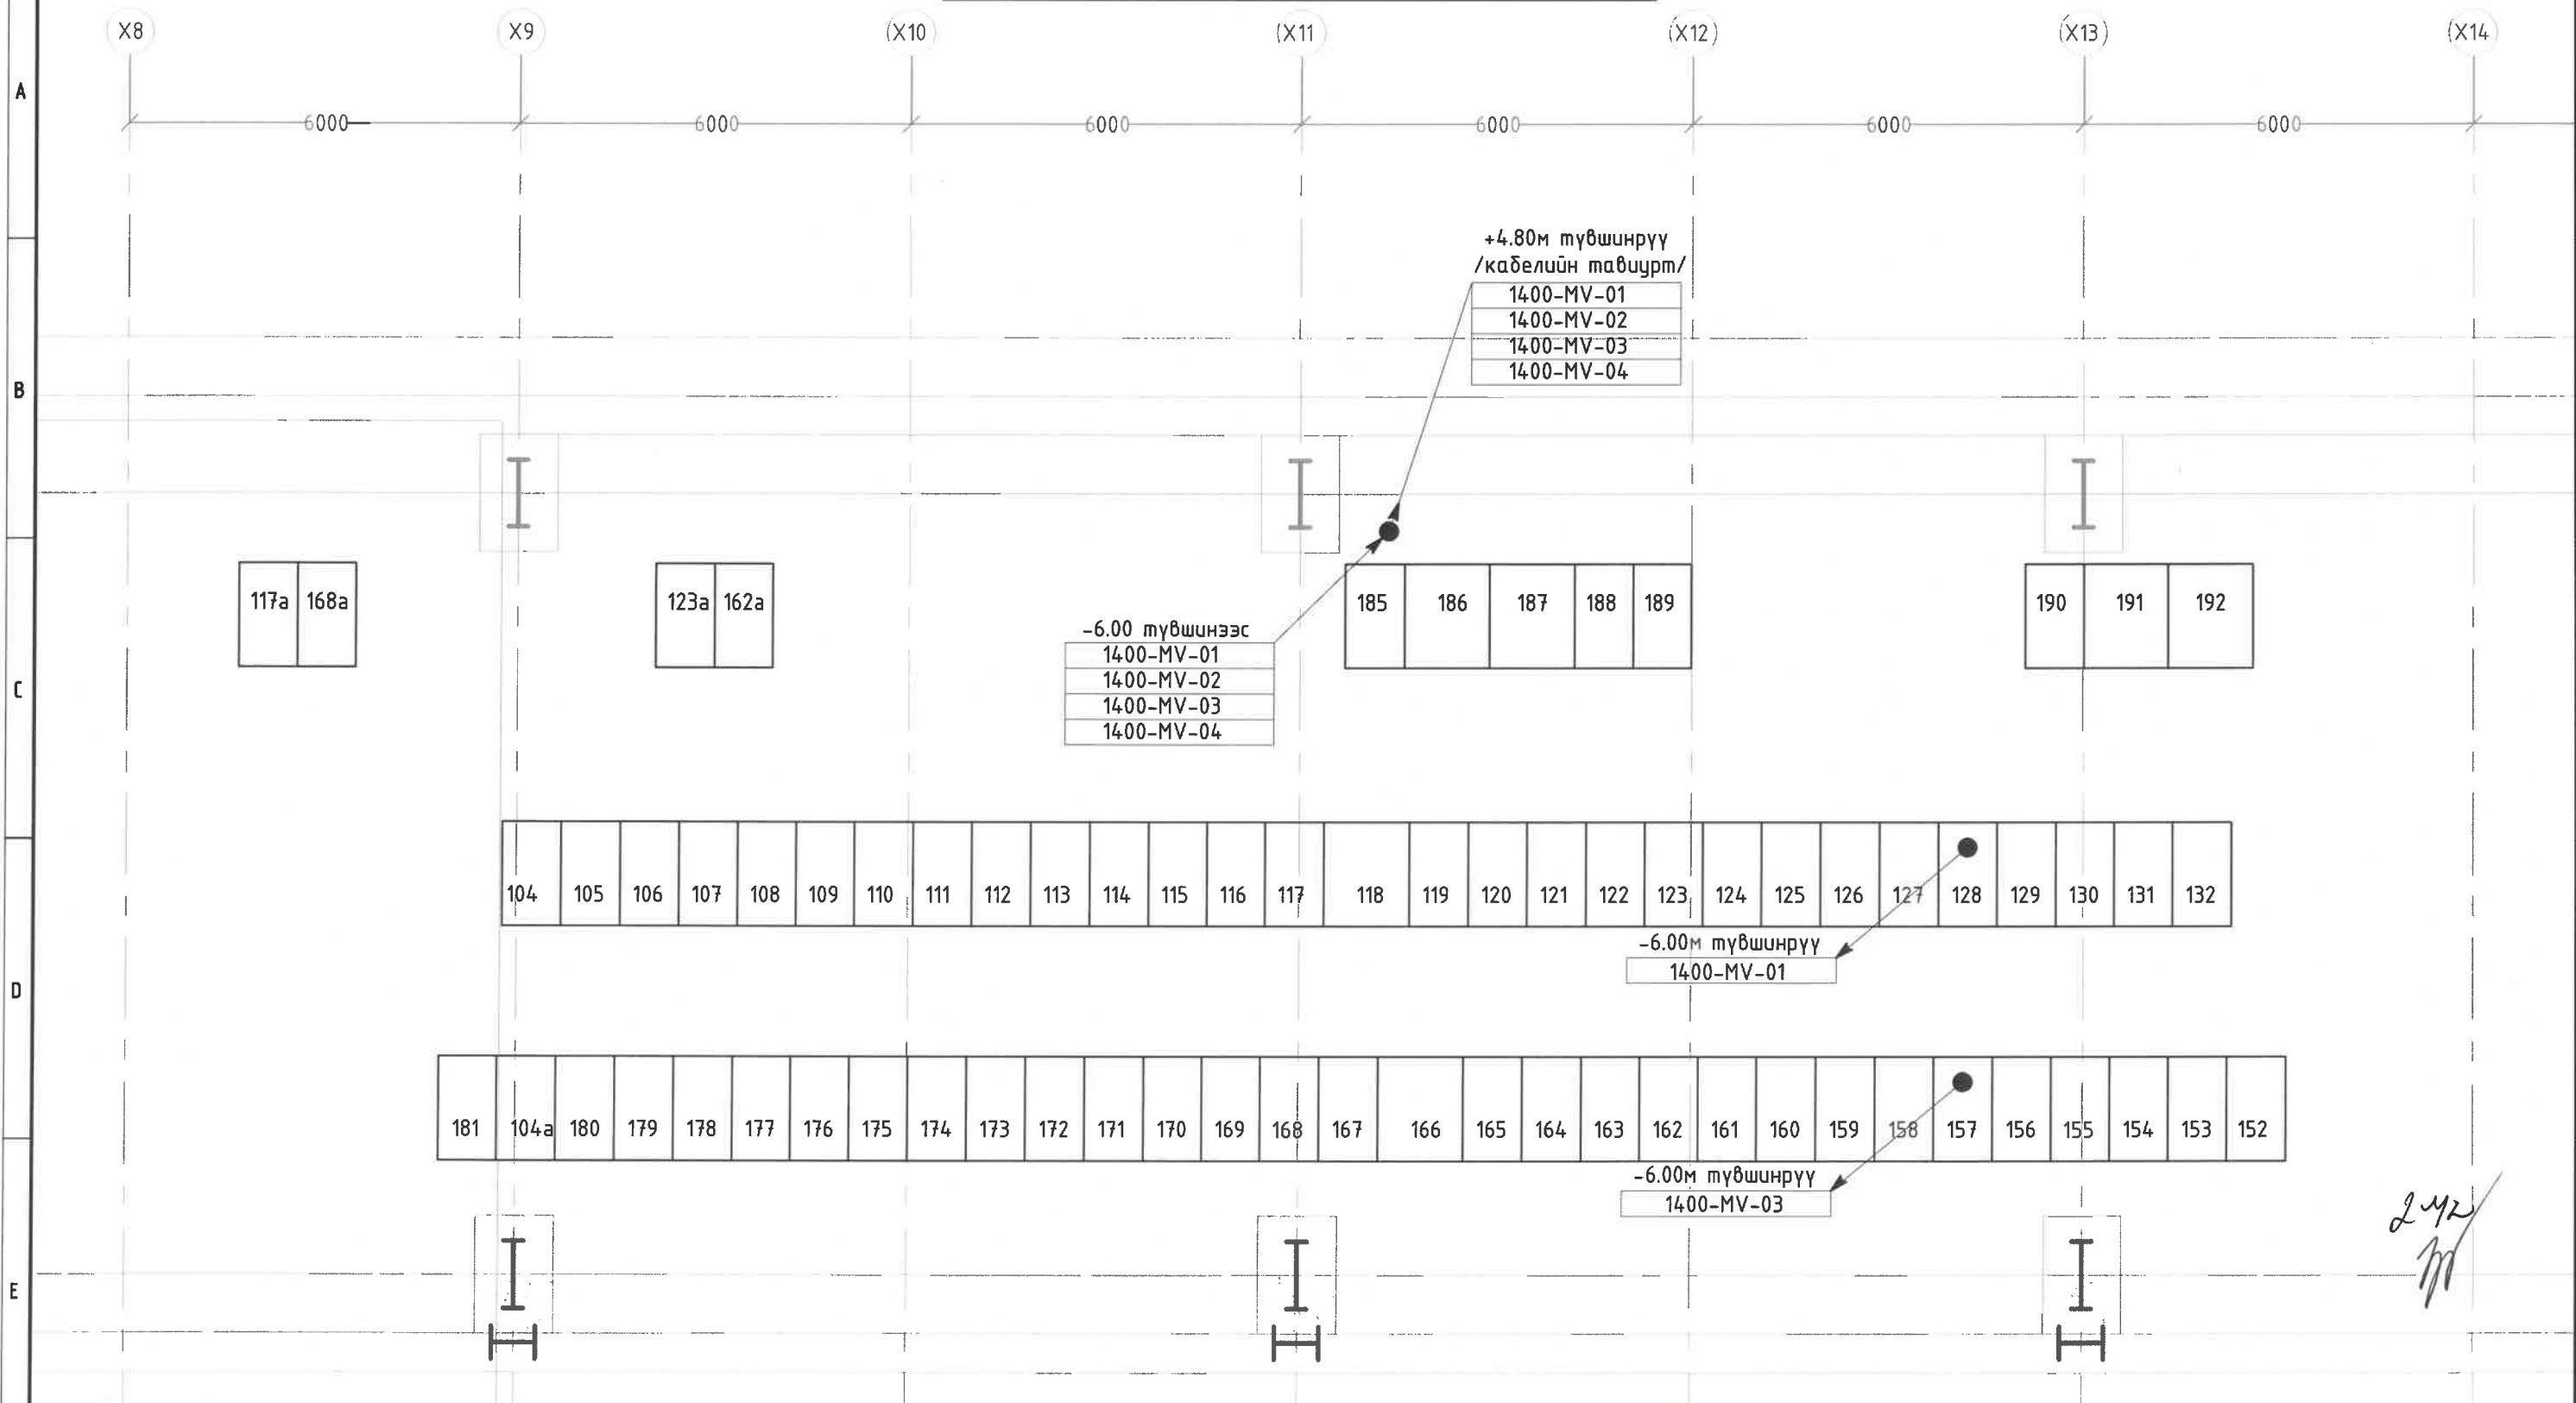 X8 X9 (X10) (X11) (X12) (X13) (X14
A
6000 6000 6000 6000 6000 6000
+4.80м түвшинрүү
/кабелийн тавиурт/
1400-MV-01
1400-MV-02
1400-MV-03
1400-MV-04
B
117а 168а 123а 162а 185 186 187 188 189 190 191 192
-6.00 түвшинээс
1400-MV-01
1400-MV-02
1400-MV-03
1400-MV-04
C
104 105 106 107 108 109 110 111 112 113 114 115 116 117 118 119 120 121 122 123 124 125 126 127 128 129 130 131 132
-6.00м түвшинрүү
1400-MV-01
D
181 104а 180 179 178 177 176 175 174 173 172 171 170 169 168 167 166 165 164 163 162 161 160 159 158 157 156 155 154 153 152
-6.00м түвшинрүү
1400-MV-03
E